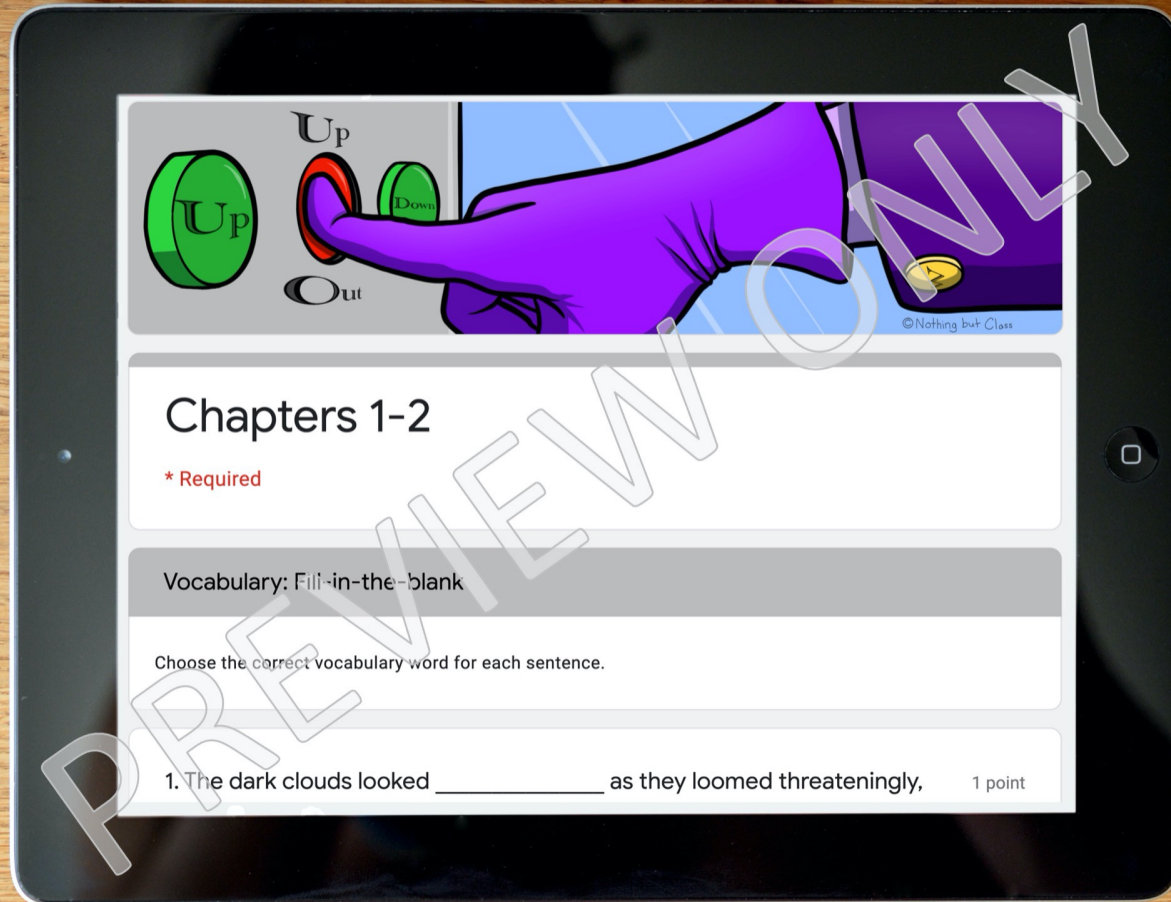 Up
Up
Down
Out
©Nothing but Class
Chapters 1-2
* Required
Vocabulary: Fill-in-the-blank
Choose the correct vocabulary word for each sentence.
1. The dark clouds looked ______________ as they loomed threateningly,
1 point
PREVIEW ONLY